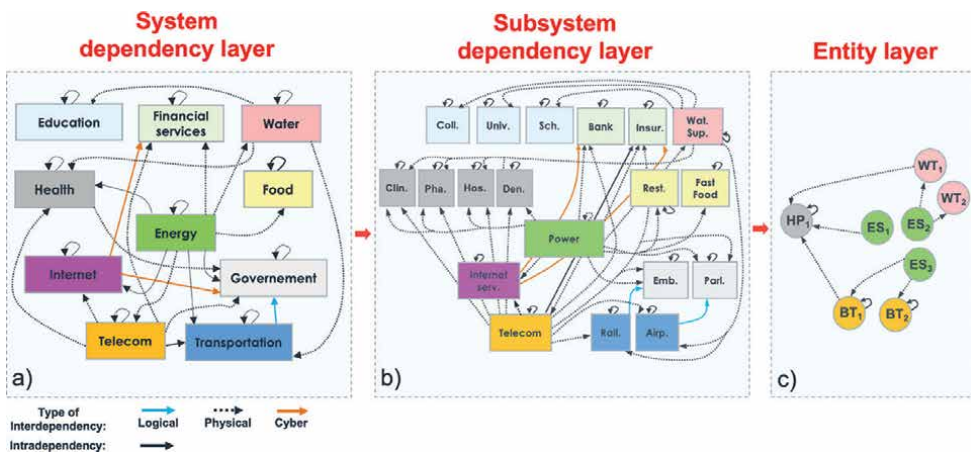 System
dependency layer
Subsystem
dependency layer
Entity layer
Education
Financial
services
Water
Health
Food
Energy
Internet
Governement
Telecom
Transportation
a)
Coll.
Univ.
Sch.
Bank
Insur.
Wat.
Sup.
Clin.
Pha.
Hos.
Den.
Rest.
Fast
Food
Power
Internet
serv.
Emb.
Parl.
Telecom
Rail.
Airp.
b)
WT1
WT2
HP1
ES1
ES2
ES3
BT1
BT2
c)
Type of
Interdependency:
Logical
Physical
Cyber
Intradependency: